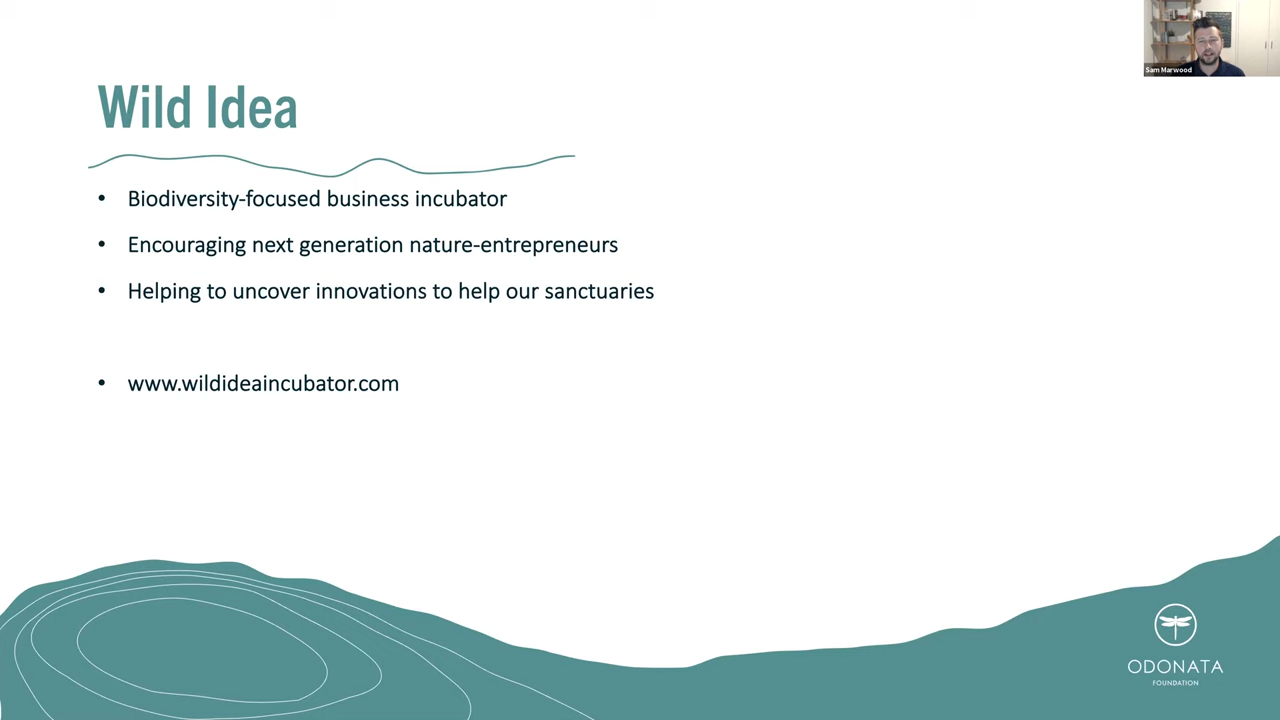 Sam Marwood
Wild Idea
• Biodiversity-focused business incubator
• Encouraging next generation nature-entrepreneurs
• Helping to uncover innovations to help our sanctuaries
• www.wildideaincubator.com
ODONATA
FOUNDATION